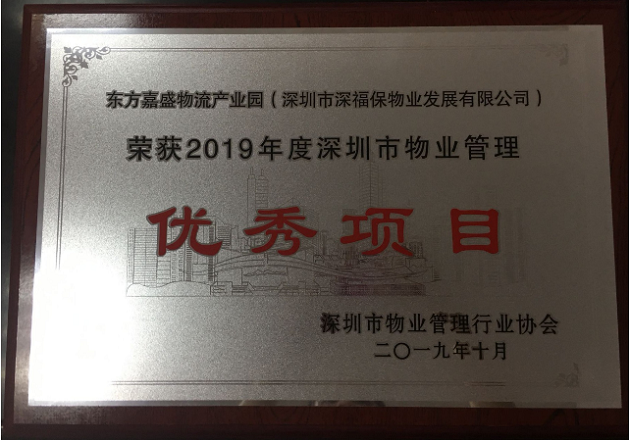 东方嘉盛物流产业园（深圳市深福保物业发展有限公司）
荣获2019年度深圳市物业管理
优秀项目
深圳市物业管理行业协会
二〇一九年十月